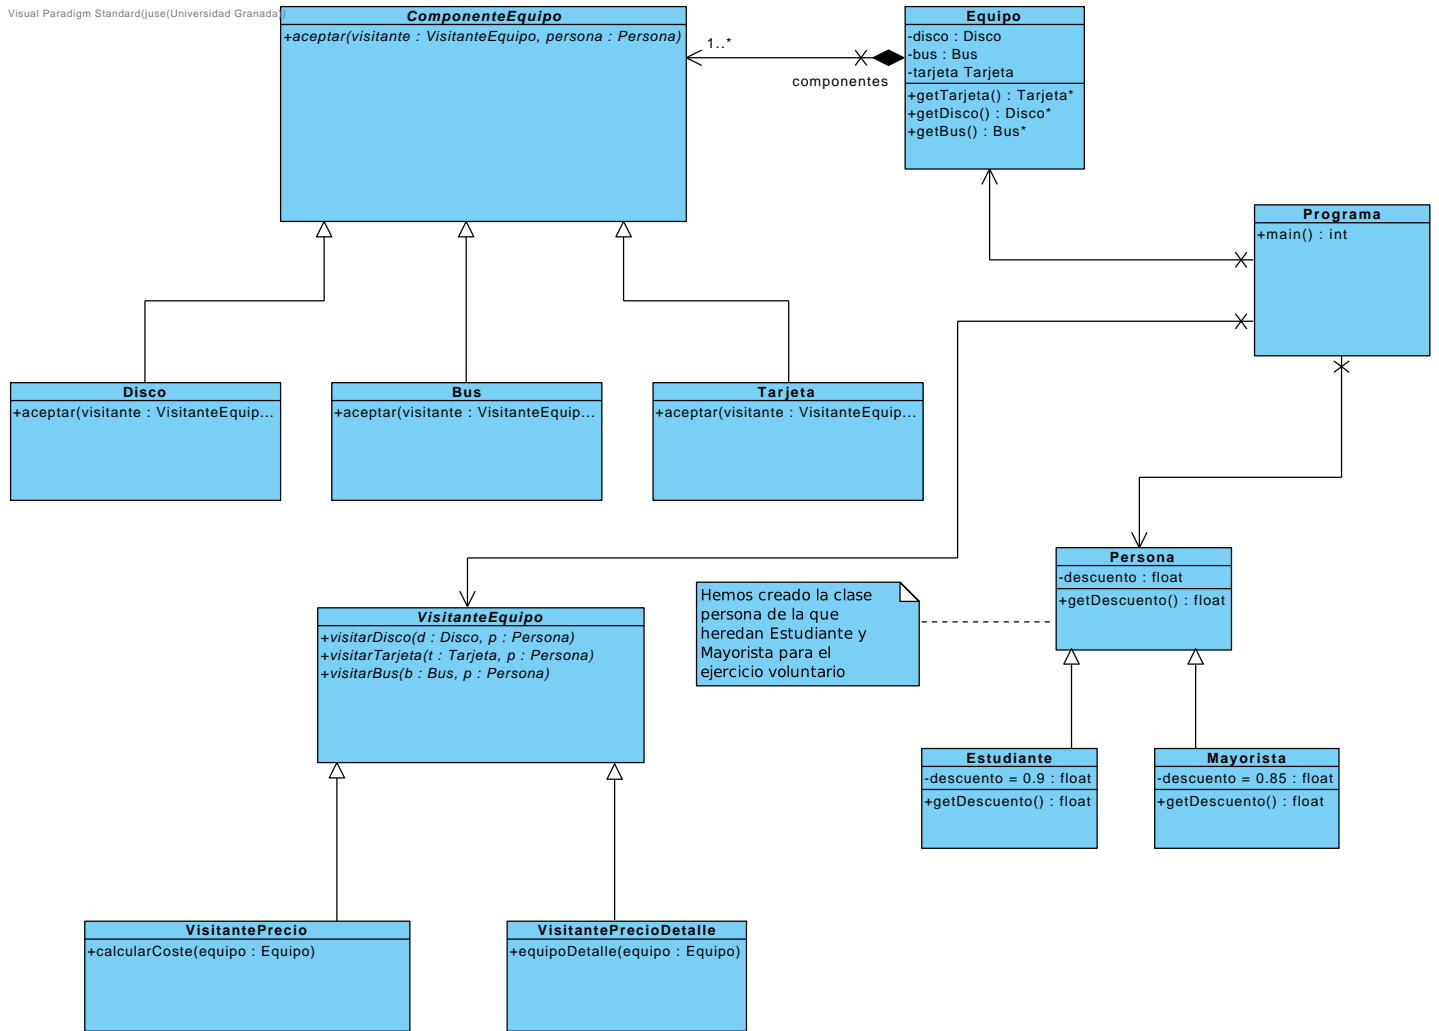 Visual Paradigm Standard(juse(Universidad Granada))
ComponenteEquipo
+aceptar(visitante : VisitanteEquipo, persona : Persona)
1..*
componentes
Equipo
-disco : Disco
-bus : Bus
-tarjeta Tarjeta
+getTarjeta() : Tarjeta*
+getDisco() : Disco*
+getBus() : Bus*
Programa
+main() : int
Disco
+aceptar(visitante : VisitanteEquip...
Bus
+aceptar(visitante : VisitanteEquip...
Tarjeta
+aceptar(visitante : VisitanteEquip...
Persona
-descuento : float
+getDescuento() : float
Hemos creado la clase
persona de la que
heredan Estudiante y
Mayorista para el
ejercicio voluntario
VisitanteEquipo
+visitarDisco(d : Disco, p : Persona)
+visitarTarjeta(t : Tarjeta, p : Persona)
+visitarBus(b : Bus, p : Persona)
Estudiante
-descuento = 0.9 : float
+getDescuento() : float
Mayorista
-descuento = 0.85 : float
+getDescuento() : float
VisitantePrecio
+calcularCoste(equipo : Equipo)
VisitantePrecioDetalle
+equipoDetalle(equipo : Equipo)